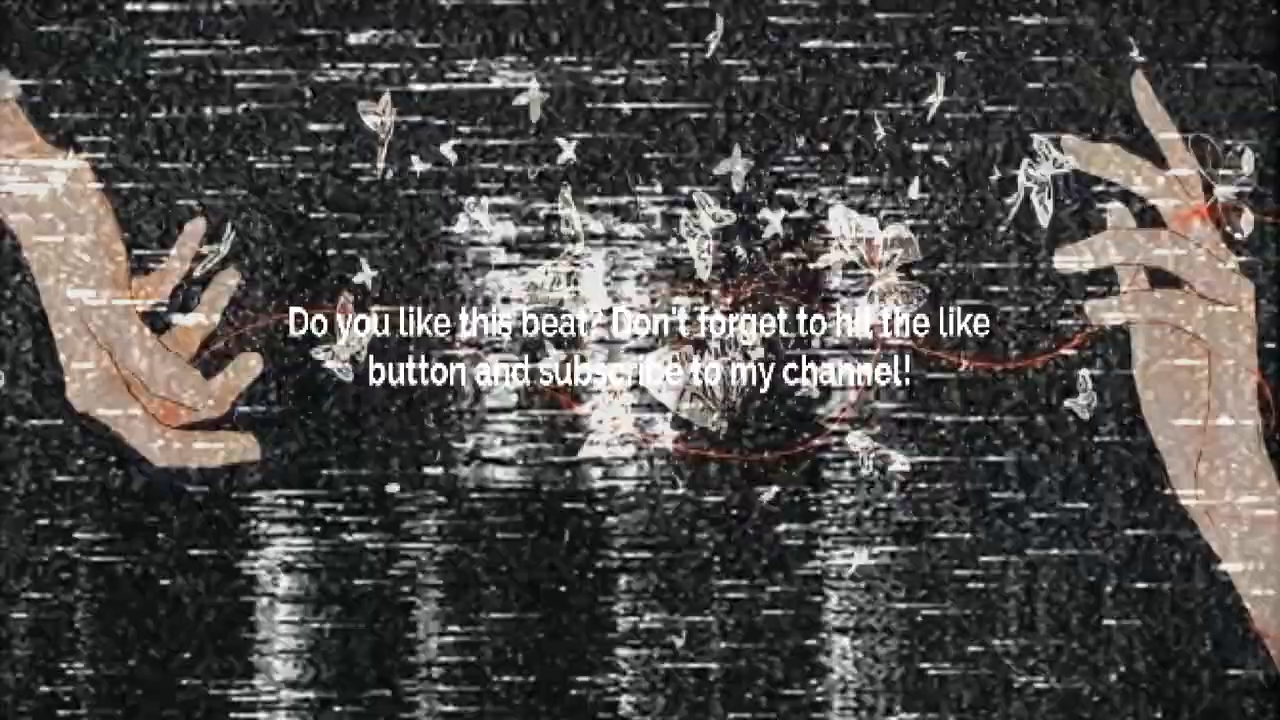 Do you like this beat? Don't forget to hit the like
button and subscribe to my channel!